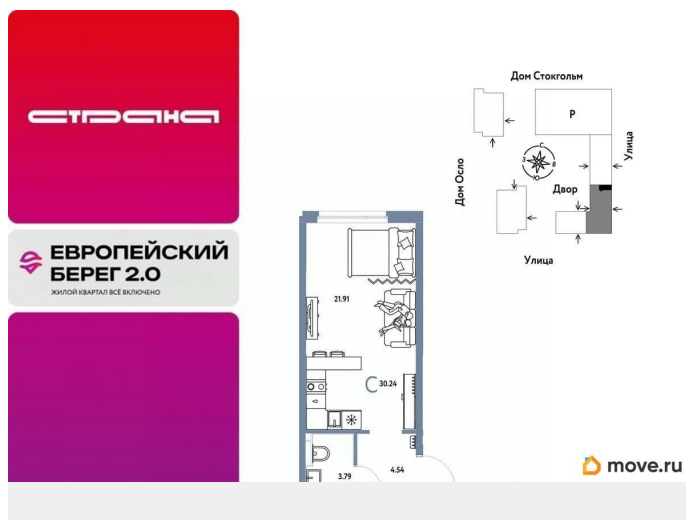 СТРАНА
ЕВРОПЕЙСКИЙ
БЕРЕГ 2.0
ЖИЛОЙ КВАРТАЛ ВСЁ ВКЛЮЧЕНО
Дом Стокгольм
Р
Улица
Дом Осло
С
З
В
Ю
Двор
Улица
21.91
С 30.24
3.79
4.54
move.ru